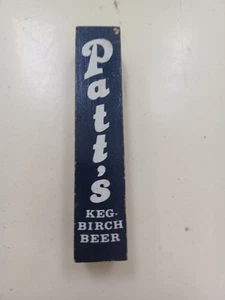 Patt's
KEG-
BIRCH
BEER